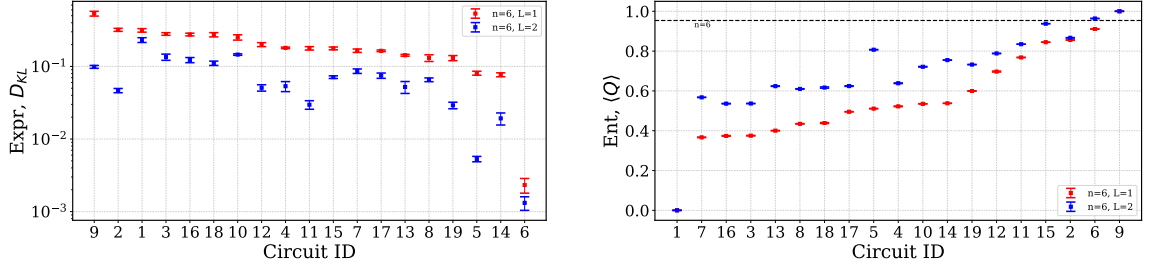 Expr, D_KL
10⁻¹
10⁻²
10⁻³
n=6, L=1
n=6, L=2
9 2 1 3 16 18 10 12 4 11 15 7 17 13 8 19 5 14 6
Circuit ID
Ent, ⟨Q⟩
1.0
0.8
0.6
0.4
0.2
0.0
n=6
n=6, L=1
n=6, L=2
1 7 16 3 13 8 18 17 5 4 10 14 19 12 11 15 2 6 9
Circuit ID